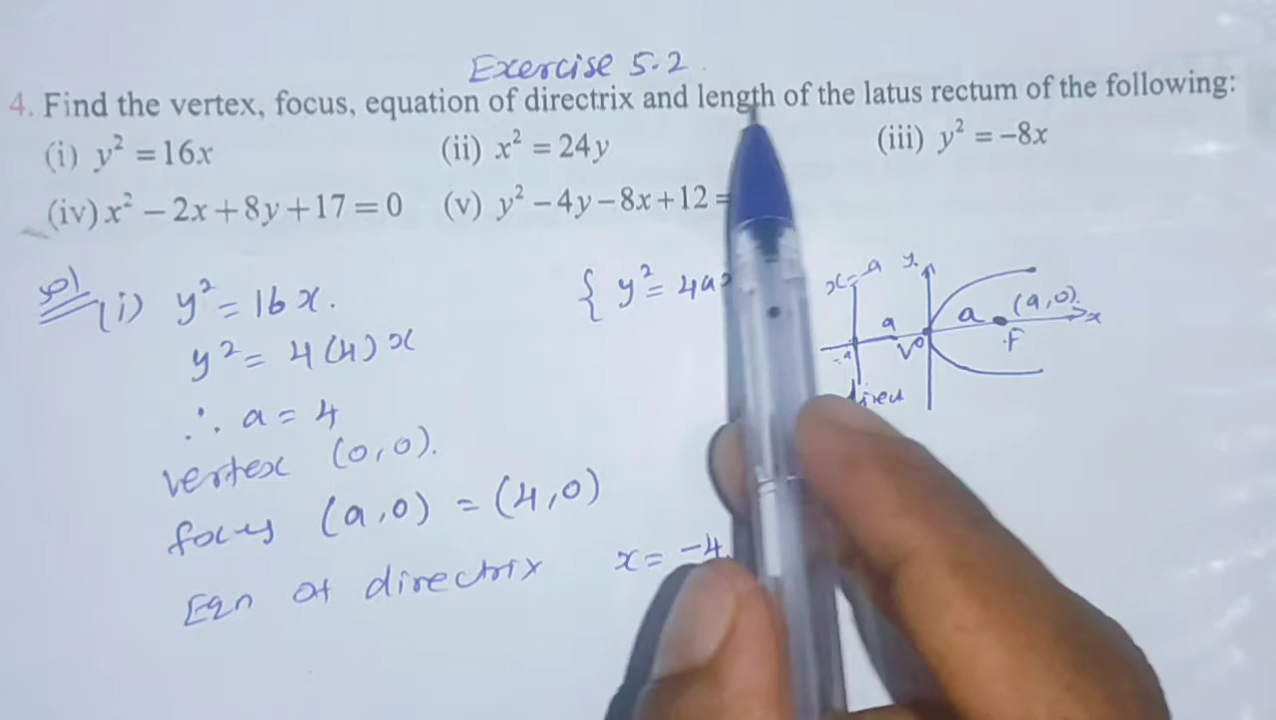 Exercise 5.2
4. Find the vertex, focus, equation of directrix and length of the latus rectum of the following:
(i) y² = 16x (ii) x² = 24y (iii) y² = −8x
(iv) x² − 2x + 8y + 17 = 0 (v) y² − 4y − 8x + 12 =
Sol
(i) y² = 16x.
{ y² = 4a
x=-a
y
a
a
(a,0)
x
-a
V
0
F
y² = 4(4)x
∴ a = 4
vertex (0,0).
focus (a,0) = (4,0)
Eqn of directrix x = -4.